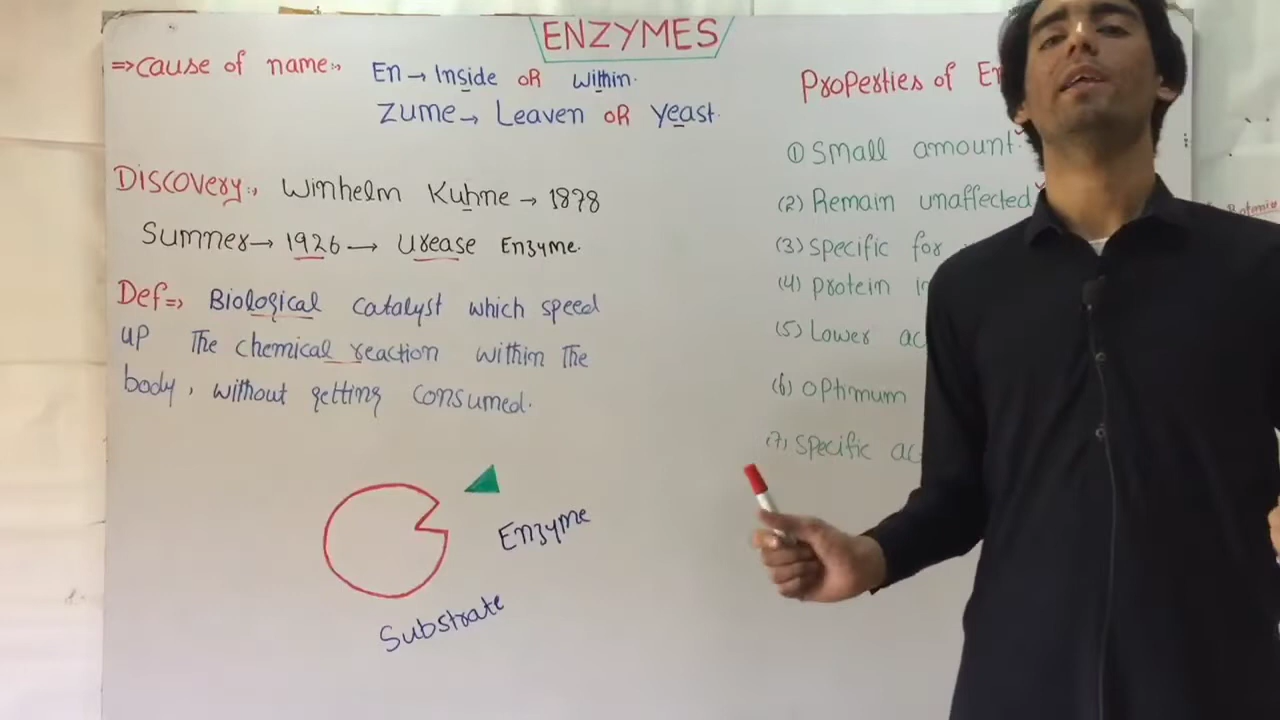 ENZYMES
⇒ cause of name:-
En → Inside OR within.
Zume → Leaven OR yeast.
Discovery:- Winhelm Kuhne → 1878
Sumner → 1926 → Urease Enzyme.
Def ⇒ Biological catalyst which speed
up The chemical reaction within The
body, without getting consumed.
Enzyme
Substrate
Properties of En
(1) Small amount
(2) Remain unaffected
(3) Specific for
(4) protein in
(5) Lower ac
(6) Optimum
(7) Specific ac